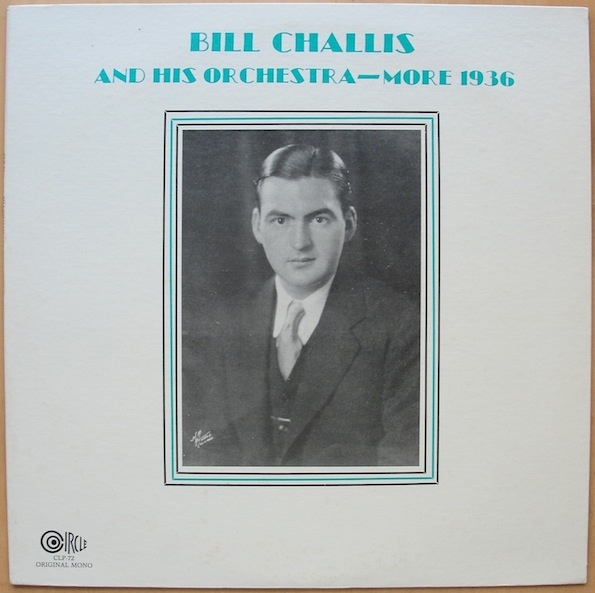 BILL CHALLIS
AND HIS ORCHESTRA—MORE 1936
CIRCLE
CLP-72
ORIGINAL MONO